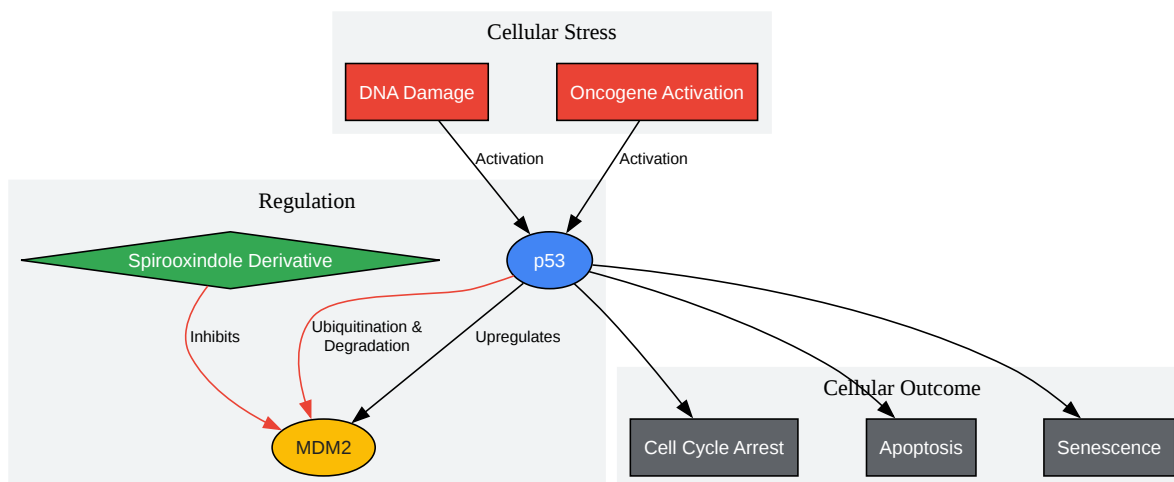 Cellular Stress
DNA Damage
Oncogene Activation
Activation
Activation
Regulation
Spirooxindole Derivative
p53
Inhibits
Ubiquitination &
Degradation
Upregulates
Cellular Outcome
MDM2
Cell Cycle Arrest
Apoptosis
Senescence